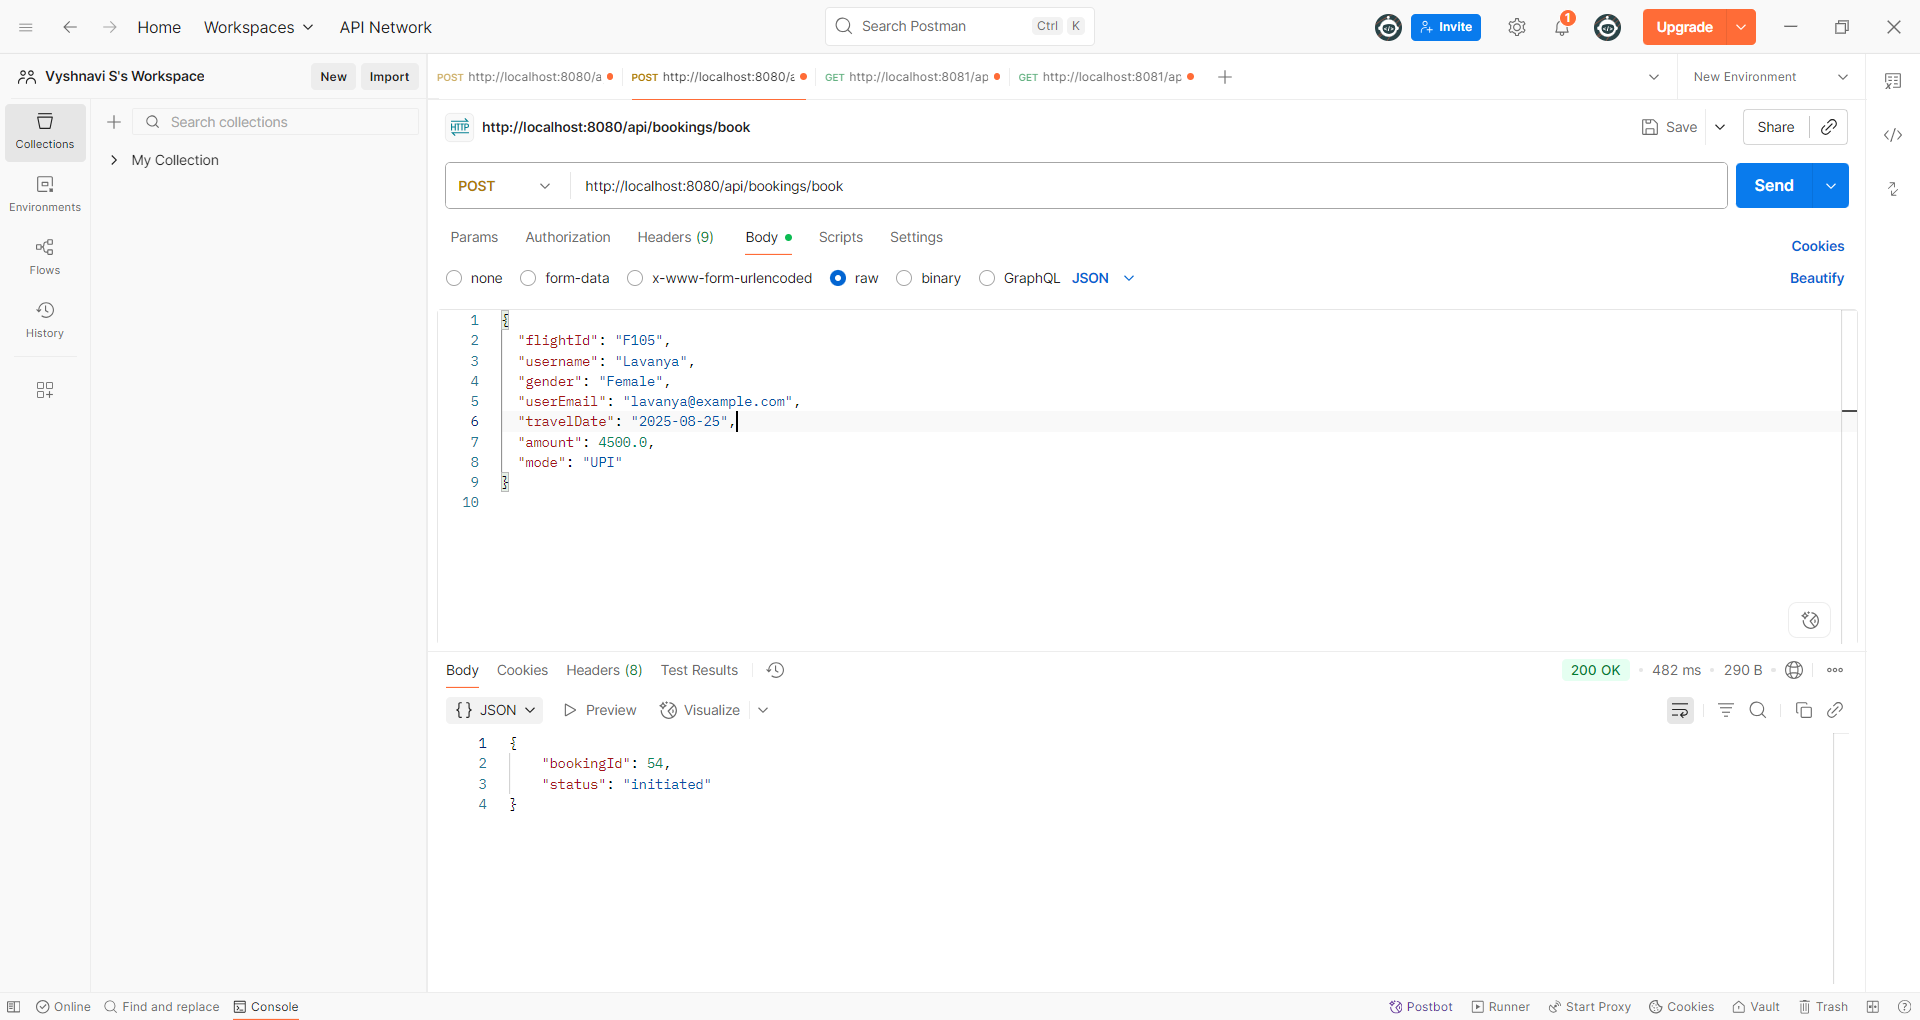 Home Workspaces API Network Search Postman Ctrl K Invite 1 Upgrade
Vyshnavi S's Workspace New Import POST http://localhost:8080/a POST http://localhost:8080/a GET http://localhost:8081/ap GET http://localhost:8081/ap New Environment
Collections
Environments
Flows
History
Search collections
My Collection
HTTP http://localhost:8080/api/bookings/book Save Share
POST http://localhost:8080/api/bookings/book Send
Params Authorization Headers (9) Body Scripts Settings Cookies
none form-data x-www-form-urlencoded raw binary GraphQL JSON Beautify
1 {
2 "flightId": "F105",
3 "username": "Lavanya",
4 "gender": "Female",
5 "userEmail": "lavanya@example.com",
6 "travelDate": "2025-08-25",
7 "amount": 4500.0,
8 "mode": "UPI"
9 }
10
Body Cookies Headers (8) Test Results 200 OK 482 ms 290 B
{} JSON Preview Visualize
1 {
2 "bookingId": 54,
3 "status": "initiated"
4 }
Online Find and replace Console Postbot Runner Start Proxy Cookies Vault Trash